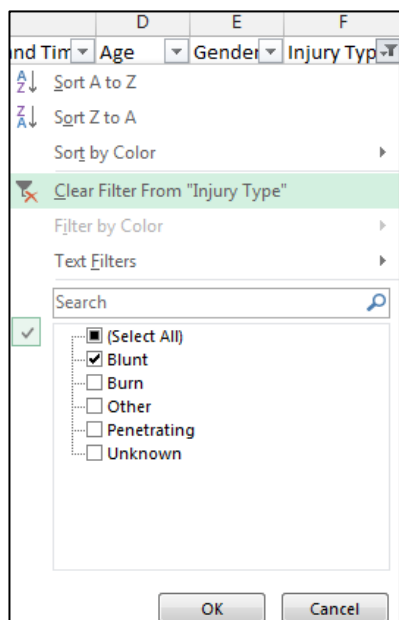 D E F
nd Tim Age Gender Injury Typ
A Z Sort A to Z
Z A Sort Z to A
Sort by Color
Clear Filter From "Injury Type"
Filter by Color
Text Filters
Search
(Select All)
Blunt
Burn
Other
Penetrating
Unknown
OK Cancel